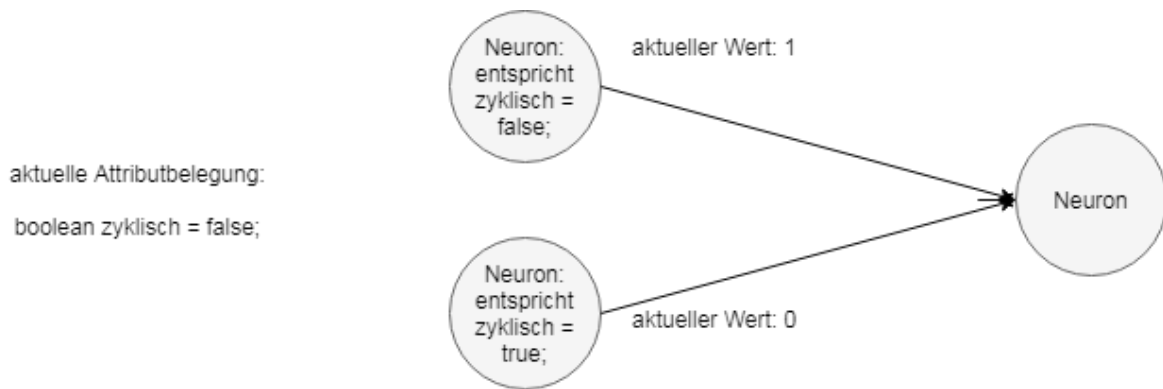 aktuelle Attributbelegung:
boolean zyklisch = false;
Neuron:
entspricht
zyklisch =
false;
aktueller Wert: 1
Neuron:
entspricht
zyklisch =
true;
aktueller Wert: 0
Neuron